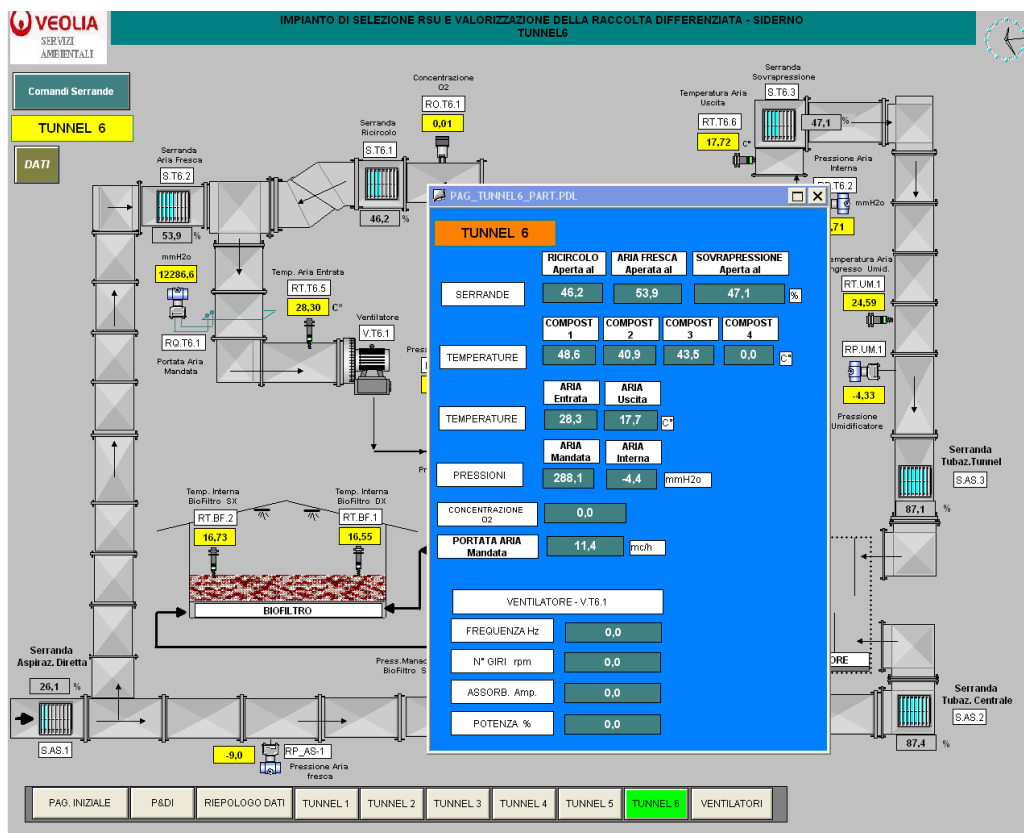 VEOLIA
SERVIZI
AMBIENTALI
IMPIANTO DI SELEZIONE RSU E VALORIZZAZIONE DELLA RACCOLTA DIFFERENZIATA - SIDERNO
TUNNEL6
Comandi Serrande
TUNNEL 6
DATI
Serranda
Aria Fresca
S.T6.2
53,9 %
mmH2o
12286,6
RQ.T6.1
Portata Aria
Mandata
Temp. Aria Entrata
RT.T6.5
28,30 C°
Serranda
Ricircolo
S.T6.1
46,2 %
Concentrazione
O2
RO.T6.1
0,01
Ventilatore
V.T6.1
Serranda
Sovrapressione
S.T6.3
47,1 %
Temperatura Aria
Uscita
RT.T6.6
17,72 C°
Pressione Aria
Interna
mmH2o
RT.UM.1
24,59
RP.UM.1
-4,33
Pressione
Umidificatore
Serranda
Tubaz.Tunnel
S.AS.3
87,1 %
PAG_TUNNEL6_PART.PDL
TUNNEL 6
RICIRCOLO
Aperta al
ARIA FRESCA
Aperata al
SOVRAPRESSIONE
Aperta al
SERRANDE
46,2
53,9
47,1
%
COMPOST
1
COMPOST
2
COMPOST
3
COMPOST
4
TEMPERATURE
48,6
40,9
43,5
0,0
C°
ARIA
Entrata
ARIA
Uscita
TEMPERATURE
28,3
17,7
C°
ARIA
Mandata
ARIA
Interna
PRESSIONI
288,1
-4,4
mmH2o
CONCENTRAZIONE
O2
0,0
PORTATA ARIA
Mandata
11,4
mc/h
VENTILATORE - V.T6.1
FREQUENZA Hz
0,0
N° GIRI rpm
0,0
ASSORB. Amp.
0,0
POTENZA %
0,0
Temp. Interna
BioFiltro SX
RT.BF.2
16,73
Temp. Interna
BioFiltro DX
RT.BF.1
16,55
BIOFILTRO
Serranda
Aspiraz. Diretta
26,1 %
S.AS.1
-9,0
RP_AS-1
Pressione Aria
fresca
Serranda
Tubaz. Centrale
S.AS.2
87,4 %
PAG. INIZIALE
P&DI
RIEPOLOGO DATI
TUNNEL 1
TUNNEL 2
TUNNEL 3
TUNNEL 4
TUNNEL 5
TUNNEL 6
VENTILATORI